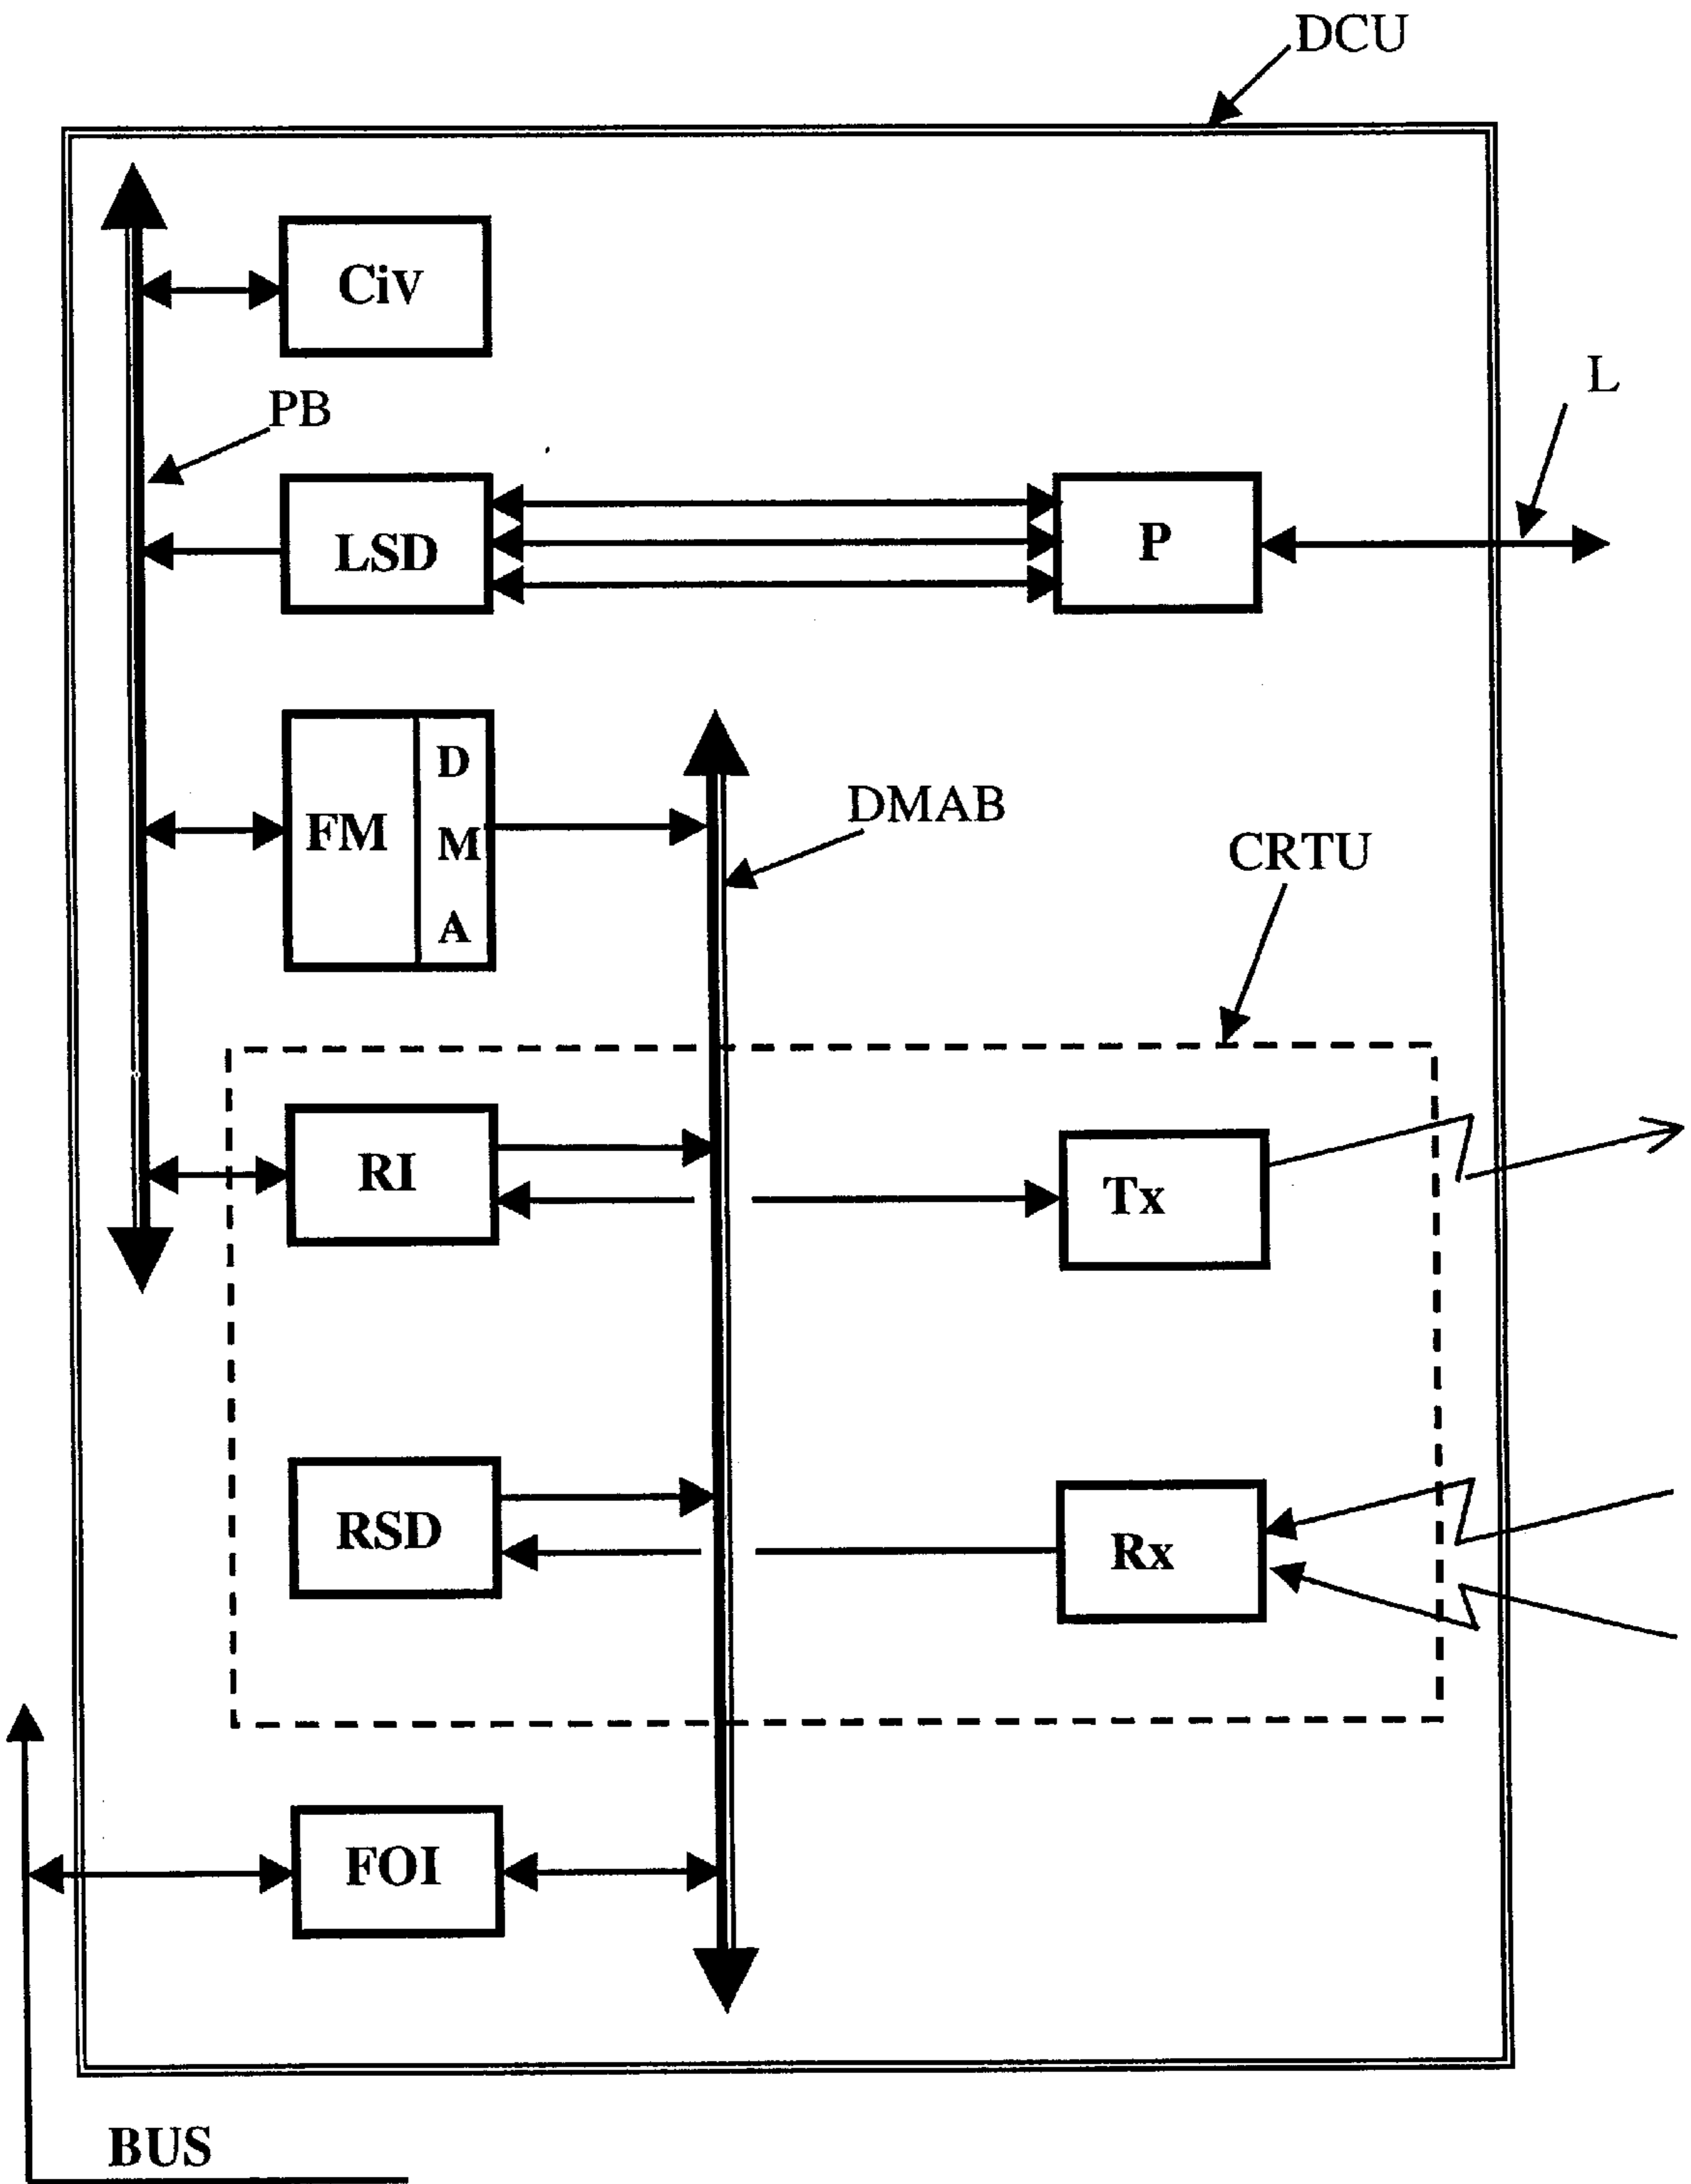 DCU
CiV
L
PB
LSD
P
FM
D
M
A
DMAB
CRTU
RI
Tx
RSD
Rx
FOI
BUS